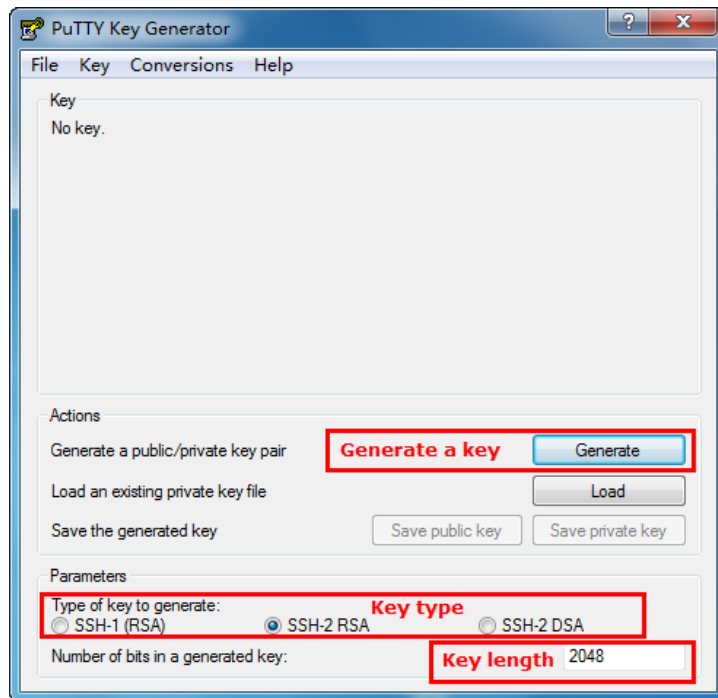 PuTTY Key Generator
? X
File Key Conversions Help
Key
No key.
Actions
Generate a public/private key pair Generate a key Generate
Load an existing private key file Load
Save the generated key Save public key Save private key
Parameters
Type of key to generate: Key type
SSH-1 (RSA) SSH-2 RSA SSH-2 DSA
Number of bits in a generated key: Key length 2048